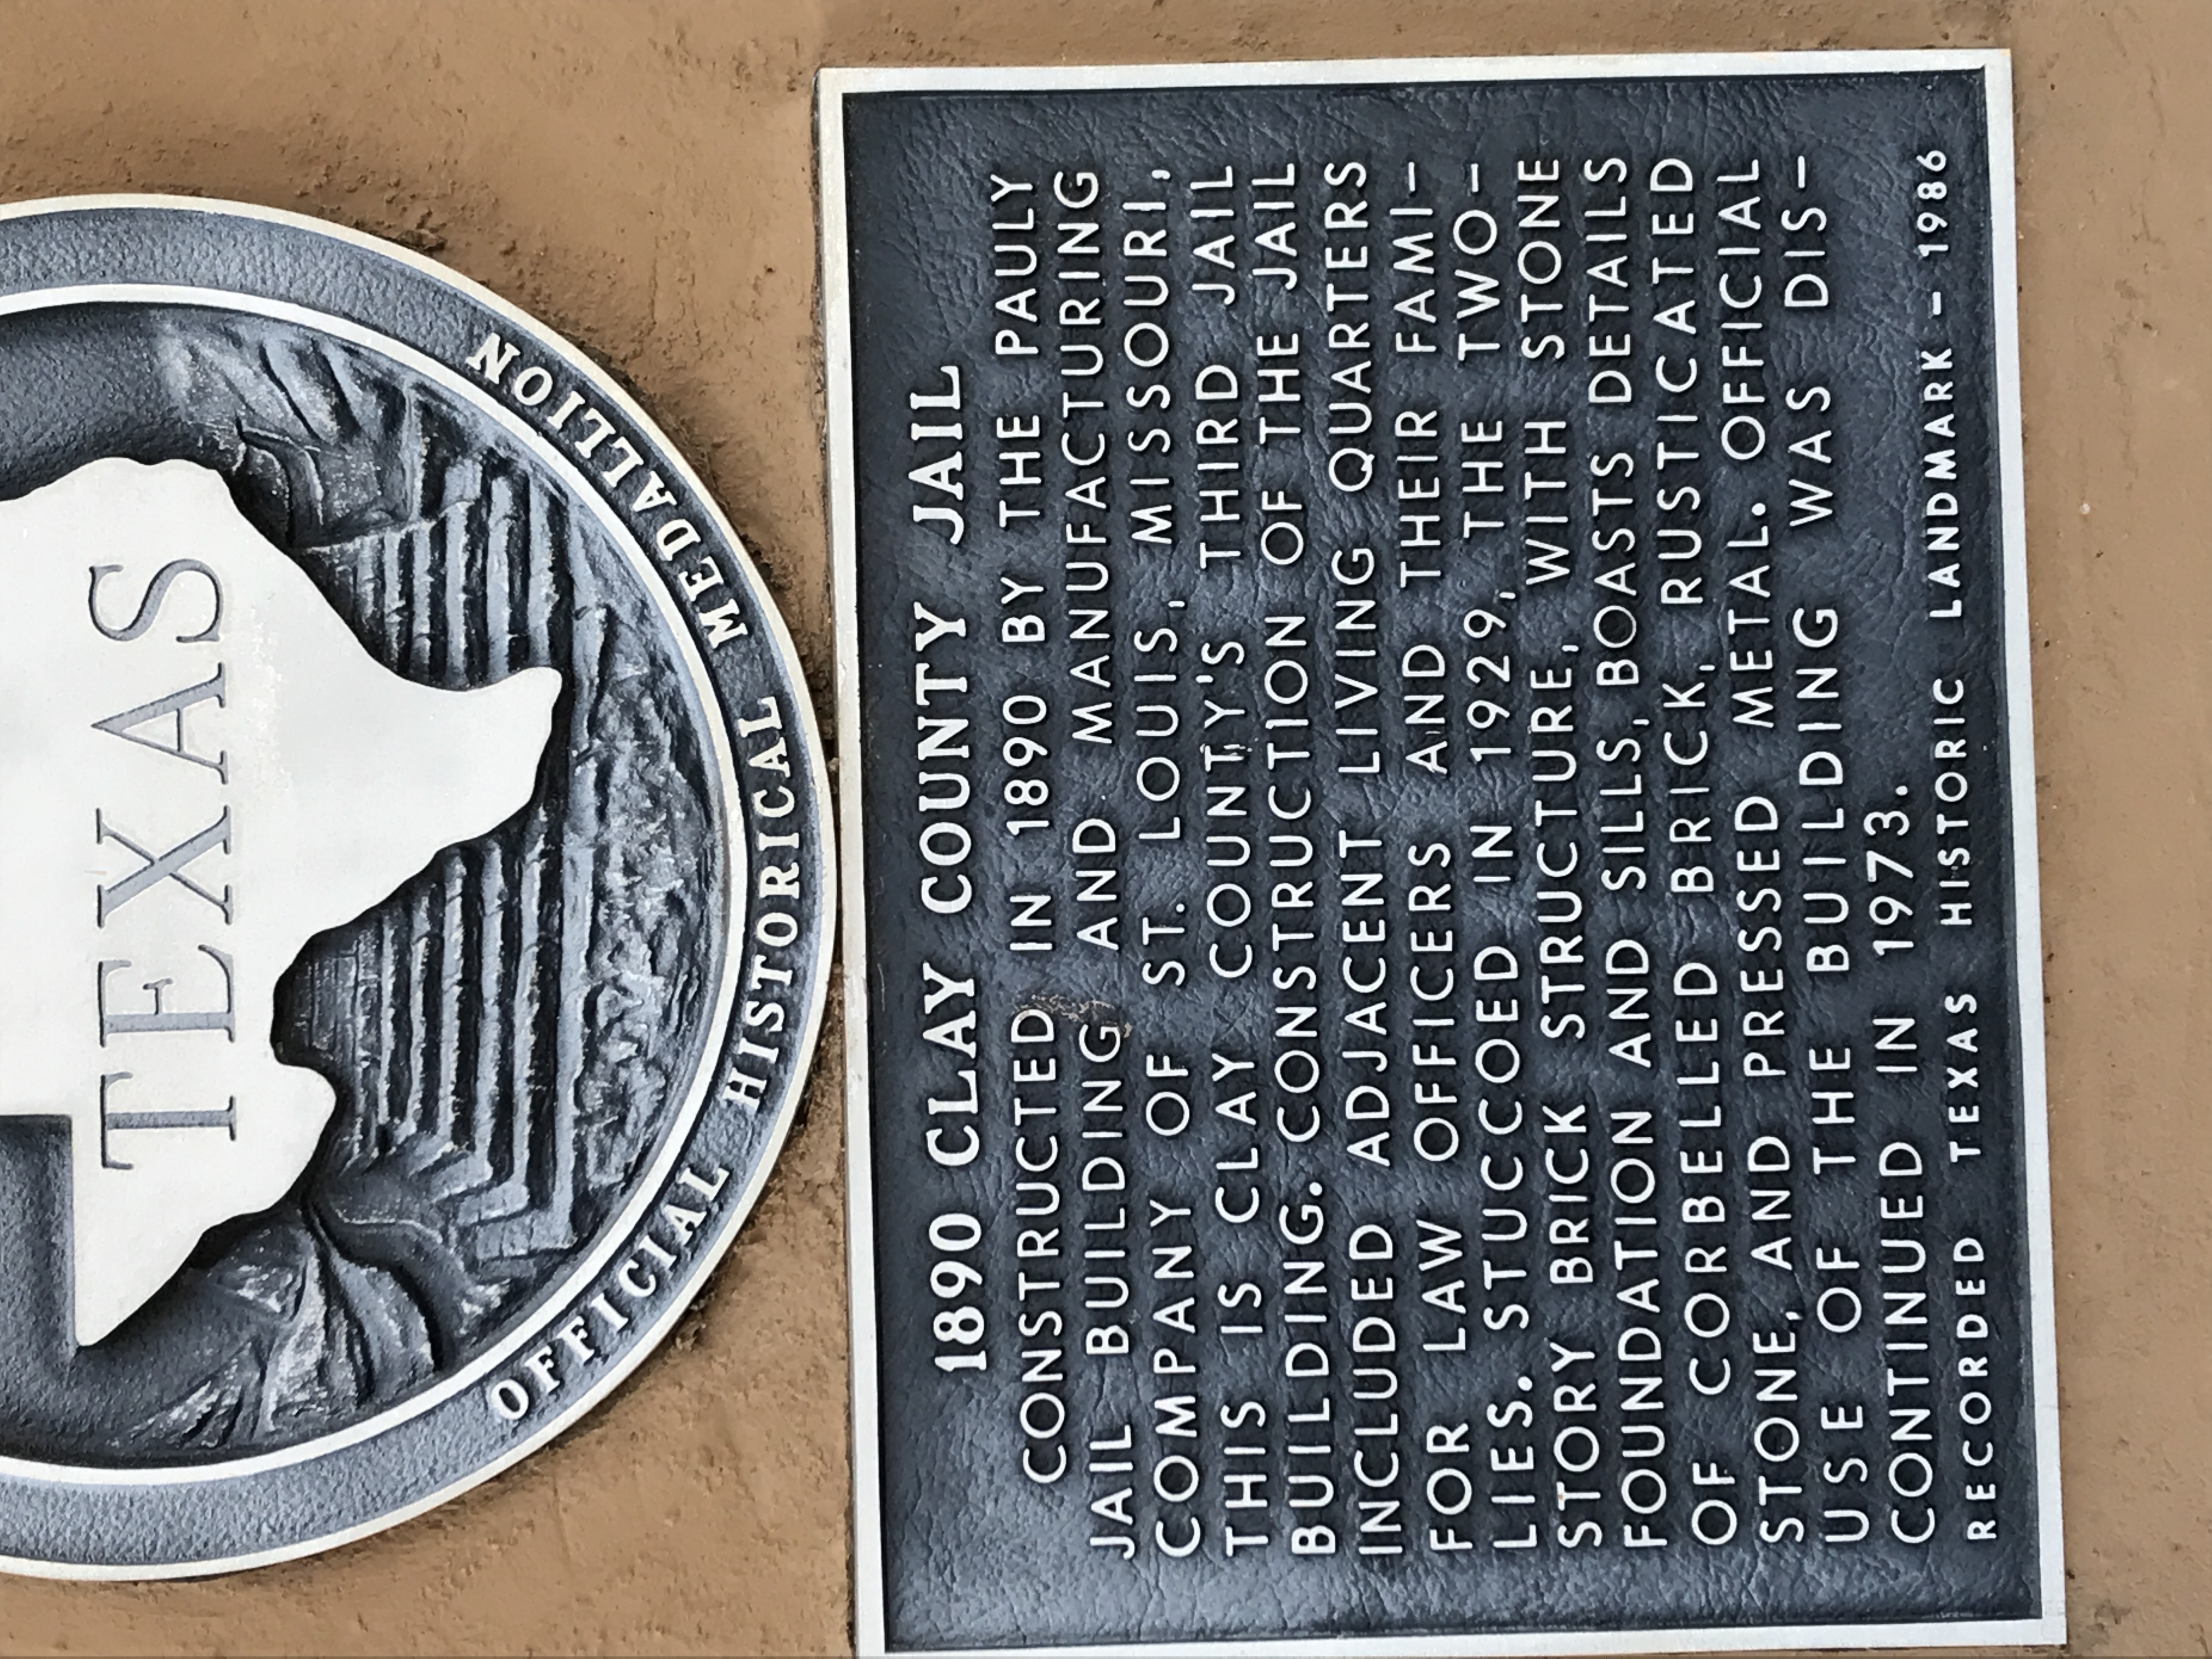 TEXAS
OFFICIAL HISTORICAL MEDALLION
1890 CLAY COUNTY JAIL
CONSTRUCTED IN 1890 BY THE PAULY
JAIL BUILDING AND MANUFACTURING
COMPANY OF ST. LOUIS, MISSOURI,
THIS IS CLAY COUNTY'S THIRD JAIL
BUILDING. CONSTRUCTION OF THE JAIL
INCLUDED ADJACENT LIVING QUARTERS
FOR LAW OFFICERS AND THEIR FAMI-
LIES. STUCCOED IN 1929, THE TWO-
STORY BRICK STRUCTURE, WITH STONE
FOUNDATION AND SILLS, BOASTS DETAILS
OF CORBELLED BRICK, RUSTICATED
STONE, AND PRESSED METAL. OFFICIAL
USE OF THE BUILDING WAS DIS-
CONTINUED IN 1973.
RECORDED TEXAS HISTORIC LANDMARK - 1986